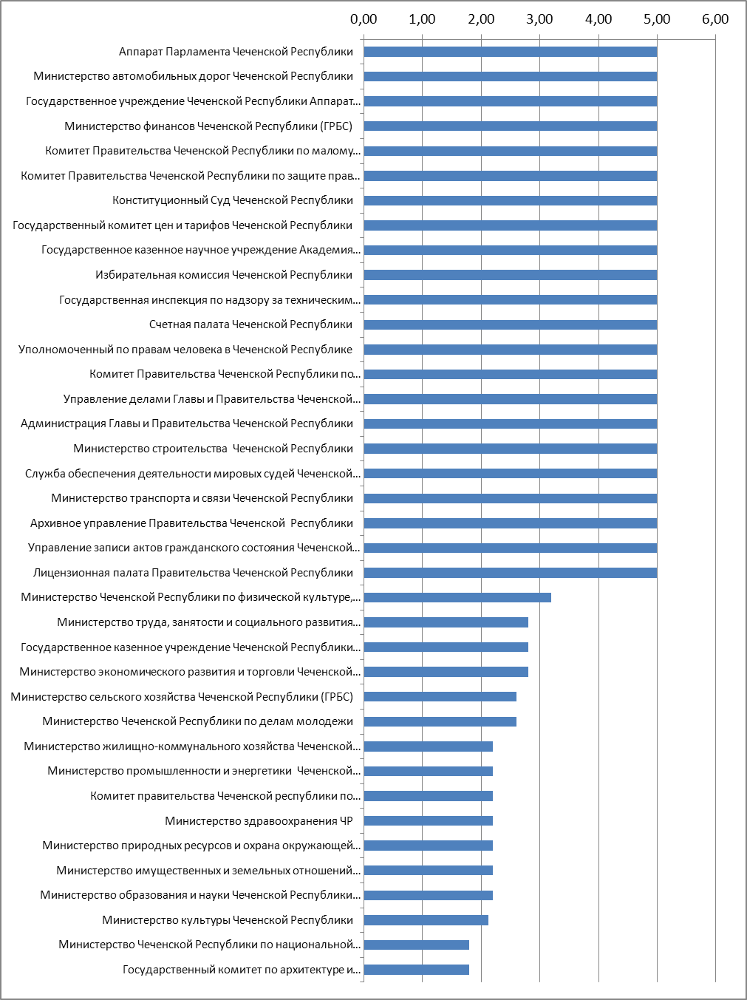 0,00 1,00 2,00 3,00 4,00 5,00 6,00
Аппарат Парламента Чеченской Республики
Министерство автомобильных дорог Чеченской Республики
Государственное учреждение Чеченской Республики Аппарат...
Министерство финансов Чеченской Республики (ГРБС)
Комитет Правительства Чеченской Республики по малому...
Комитет Правительства Чеченской Республики по защите прав...
Конституционный Суд Чеченской Республики
Государственный комитет цен и тарифов Чеченской Республики
Государственное казенное научное учреждение Академия...
Избирательная комиссия Чеченской Республики
Государственная инспекция по надзору за техническим...
Счетная палата Чеченской Республики
Уполномоченный по правам человека в Чеченской Республике
Комитет Правительства Чеченской Республики по...
Управление делами Главы и Правительства Чеченской...
Администрация Главы и Правительства Чеченской Республики
Министерство строительства  Чеченской Республики
Служба обеспечения деятельности мировых судей Чеченской...
Министерство транспорта и связи Чеченской Республики
Архивное управление Правительства Чеченской  Республики
Управление записи актов гражданского состояния Чеченской...
Лицензионная палата Правительства Чеченской Республики
Министерство Чеченской Республики по физической культуре,...
Министерство труда, занятости и социального развития...
Государственное казенное учреждение Чеченской Республики...
Министерство экономического развития и торговли Чеченской...
Министерство сельского хозяйства Чеченской Республики (ГРБС)
Министерство Чеченской Республики по делам молодежи
Министерство жилищно-коммунального хозяйства Чеченской...
Министерство промышленности и энергетики  Чеченской...
Комитет правительства Чеченской республики по...
Министерство здравоохранения ЧР
Министерство природных ресурсов и охрана окружающей...
Министерство имущественных и земельных отношений...
Министерство образования и науки Чеченской Республики...
Министерство культуры Чеченской Республики
Министерство Чеченской Республики по национальной...
Государственный комитет по архитектуре и...